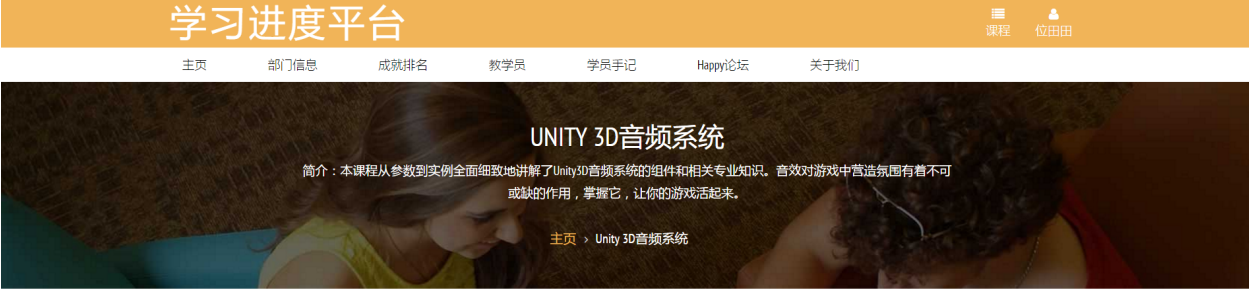 学习进度平台
课程
位田田
主页 部门信息 成就排名 教学员 学员手记 Happy论坛 关于我们
UNITY 3D音频系统
简介：本课程从参数到实例全面细致地讲解了Unity3D音频系统的组件和相关专业知识。音效对游戏中营造氛围有着不可
或缺的作用，掌握它，让你的游戏活起来。
主页 › Unity 3D音频系统